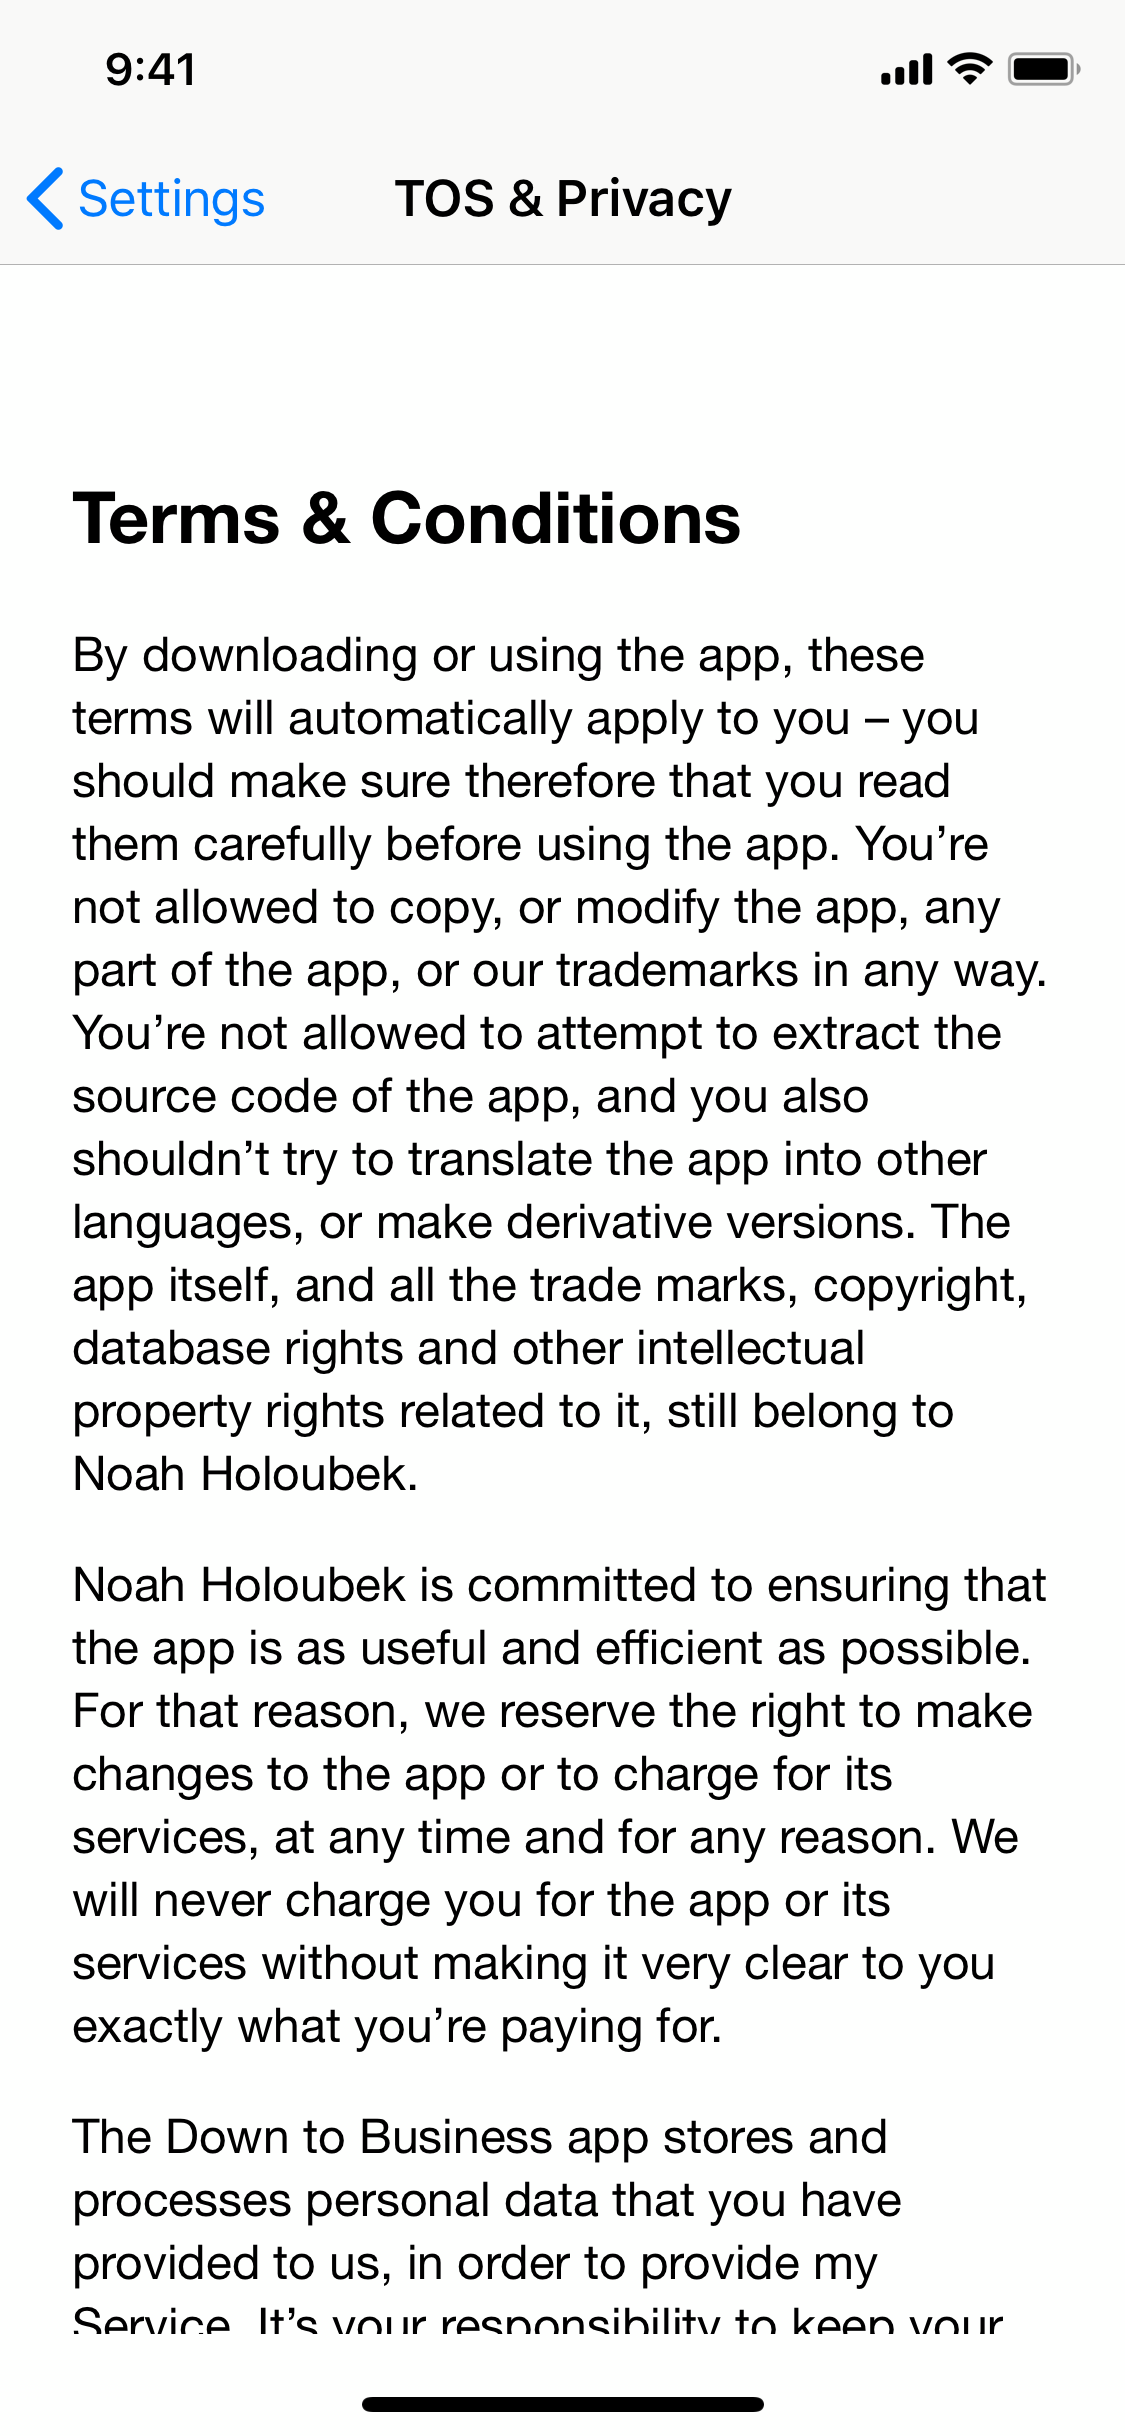 9:41
Settings
TOS & Privacy
Terms & Conditions
By downloading or using the app, these
terms will automatically apply to you – you
should make sure therefore that you read
them carefully before using the app. You’re
not allowed to copy, or modify the app, any
part of the app, or our trademarks in any way.
You’re not allowed to attempt to extract the
source code of the app, and you also
shouldn’t try to translate the app into other
languages, or make derivative versions. The
app itself, and all the trade marks, copyright,
database rights and other intellectual
property rights related to it, still belong to
Noah Holoubek.
Noah Holoubek is committed to ensuring that
the app is as useful and efficient as possible.
For that reason, we reserve the right to make
changes to the app or to charge for its
services, at any time and for any reason. We
will never charge you for the app or its
services without making it very clear to you
exactly what you’re paying for.
The Down to Business app stores and
processes personal data that you have
provided to us, in order to provide my
Service. It’s your responsibility to keep your